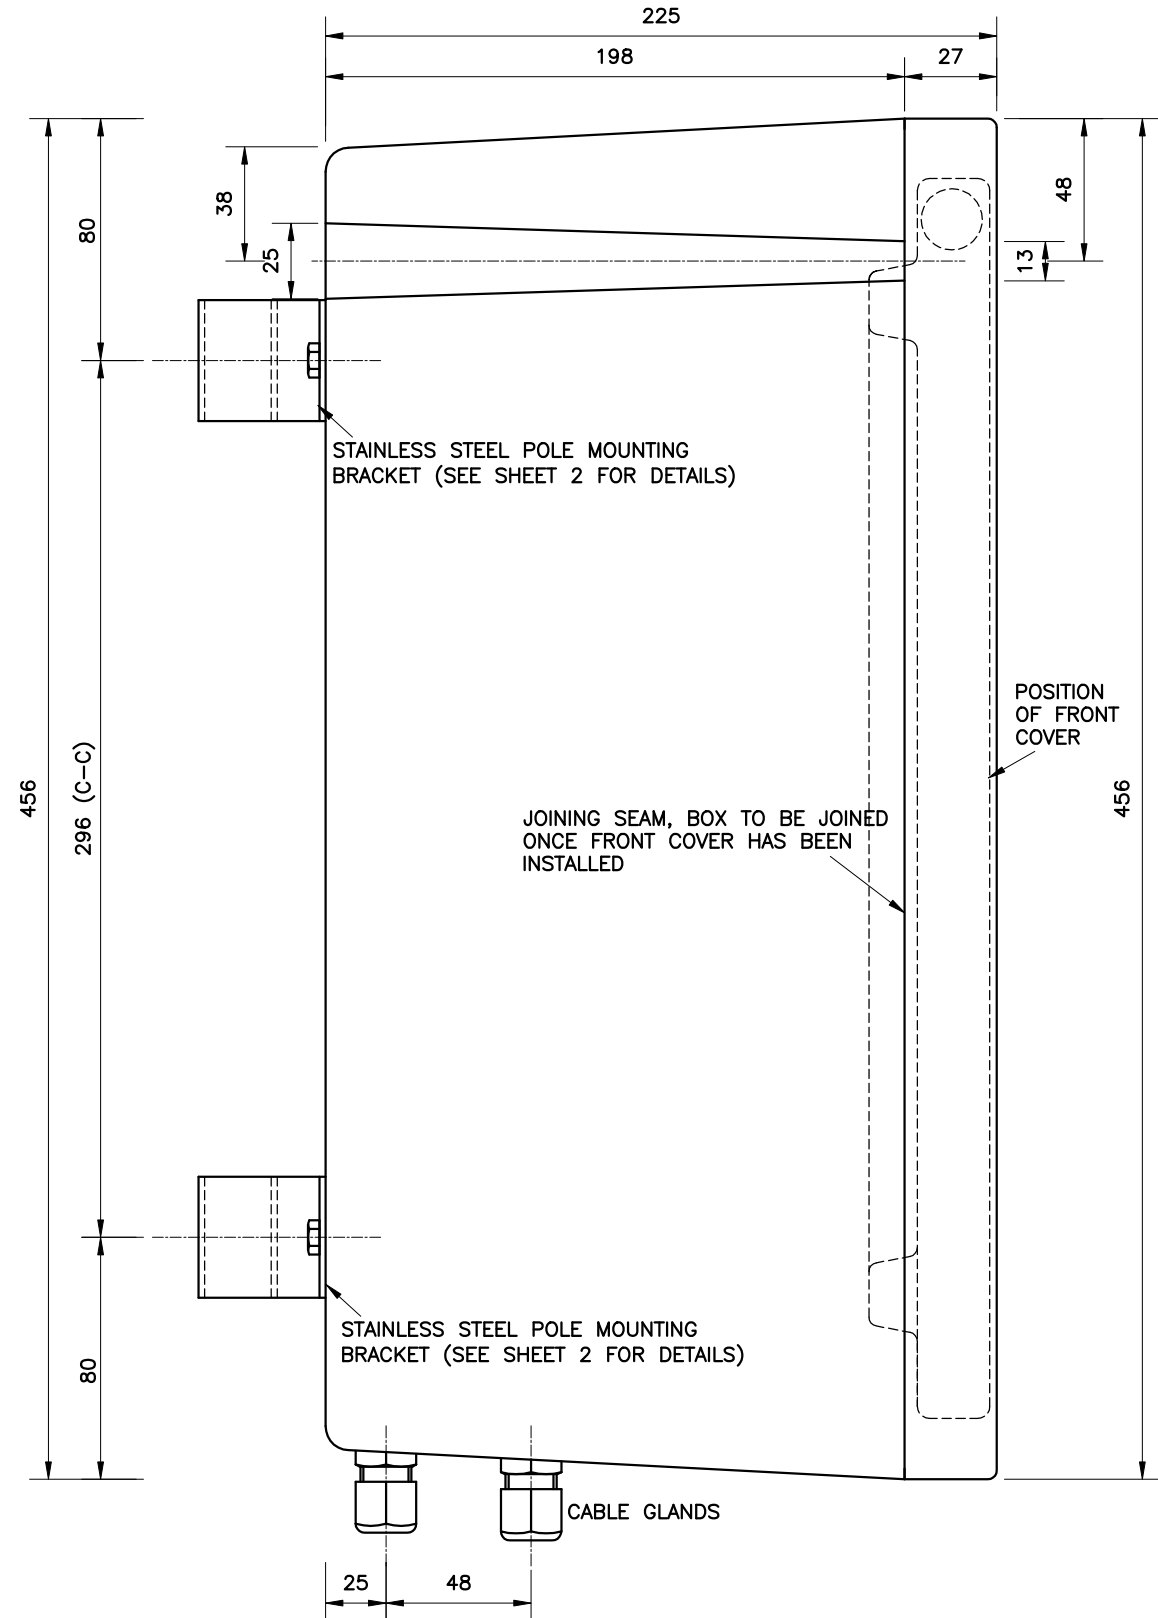 225
198
27
80
38
25
48
13
STAINLESS STEEL POLE MOUNTING
BRACKET (SEE SHEET 2 FOR DETAILS)
POSITION
OF FRONT
COVER
456
296 (C-C)
456
JOINING SEAM, BOX TO BE JOINED
ONCE FRONT COVER HAS BEEN
INSTALLED
STAINLESS STEEL POLE MOUNTING
BRACKET (SEE SHEET 2 FOR DETAILS)
80
CABLE GLANDS
25
48